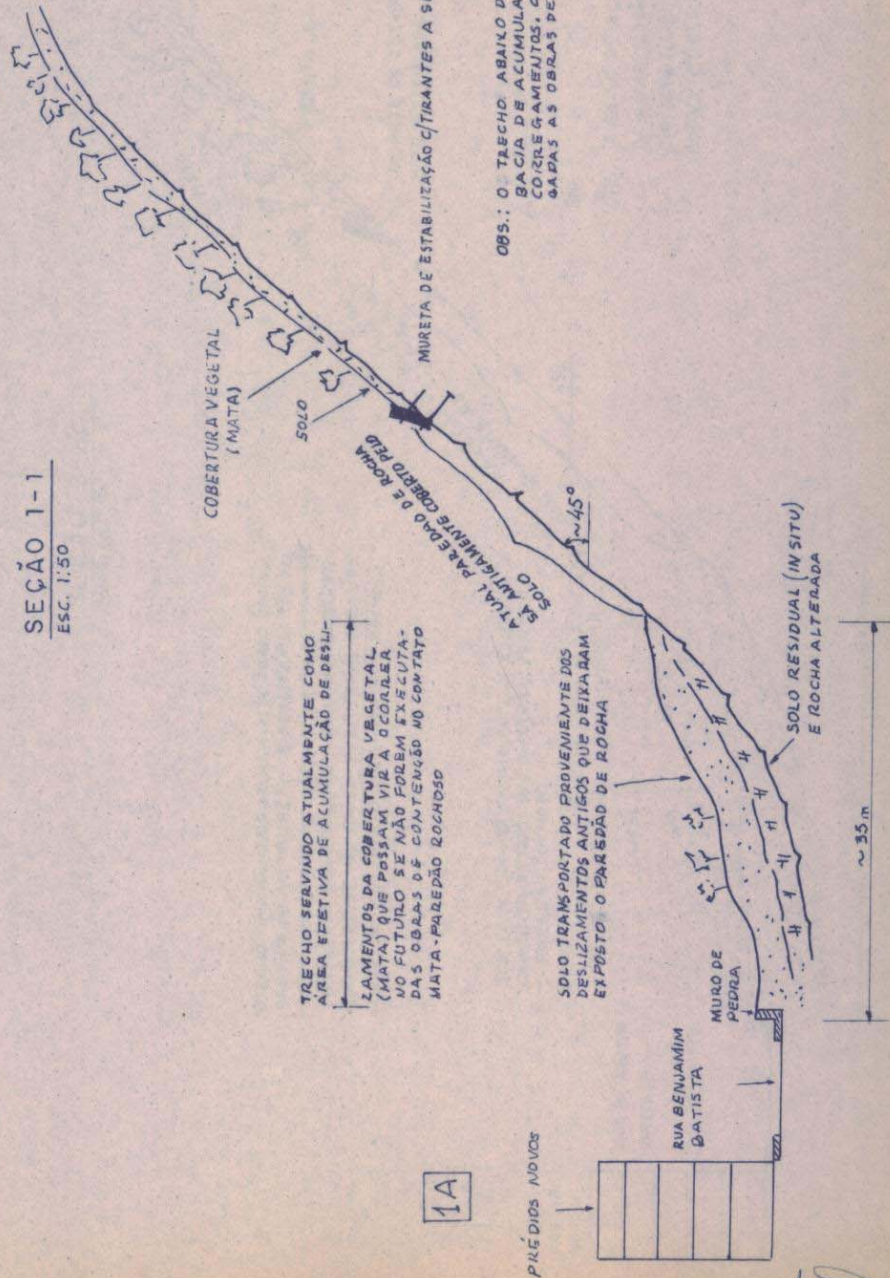 SEÇÃO 1-1
ESC. 1:50
COBERTURA VEGETAL
(MATA)
SOLO
MURETA DE ESTABILIZAÇÃO C/TIRANTES A
OBS.: O TRECHO ABAIXO
BACIA DE ACUMULA
CORREGAMENTOS.
GADAS AS OBRAS DE
ATUAL PAREDÃO DE ROCHA
SÃ, ANTIGAMENTE COBERTO PELO
SOLO
~45°
TRECHO SERVINDO ATUALMENTE COMO
ÁREA EFETIVA DE ACUMULAÇÃO DE DESLI-
ZAMENTOS DA COBERTURA VEGETAL
(MATA) QUE POSSAM VIR A OCORRER
NO FUTURO SE NÃO FOREM EXECUTA-
DAS OBRAS DE CONTENÇÃO NO CONTATO
MATA-PAREDÃO ROCHOSO
SOLO TRANSPORTADO PROVENIENTE DOS
DESLIZAMENTOS ANTIGOS QUE DEIXARAM
EXPOSTO O PAREDÃO DE ROCHA
SOLO RESIDUAL (IN SITU)
E ROCHA ALTERADA
~35m
MURO DE
PEDRA
RUA BENJAMIM
BATISTA
1A
PRÉDIOS NOVOS